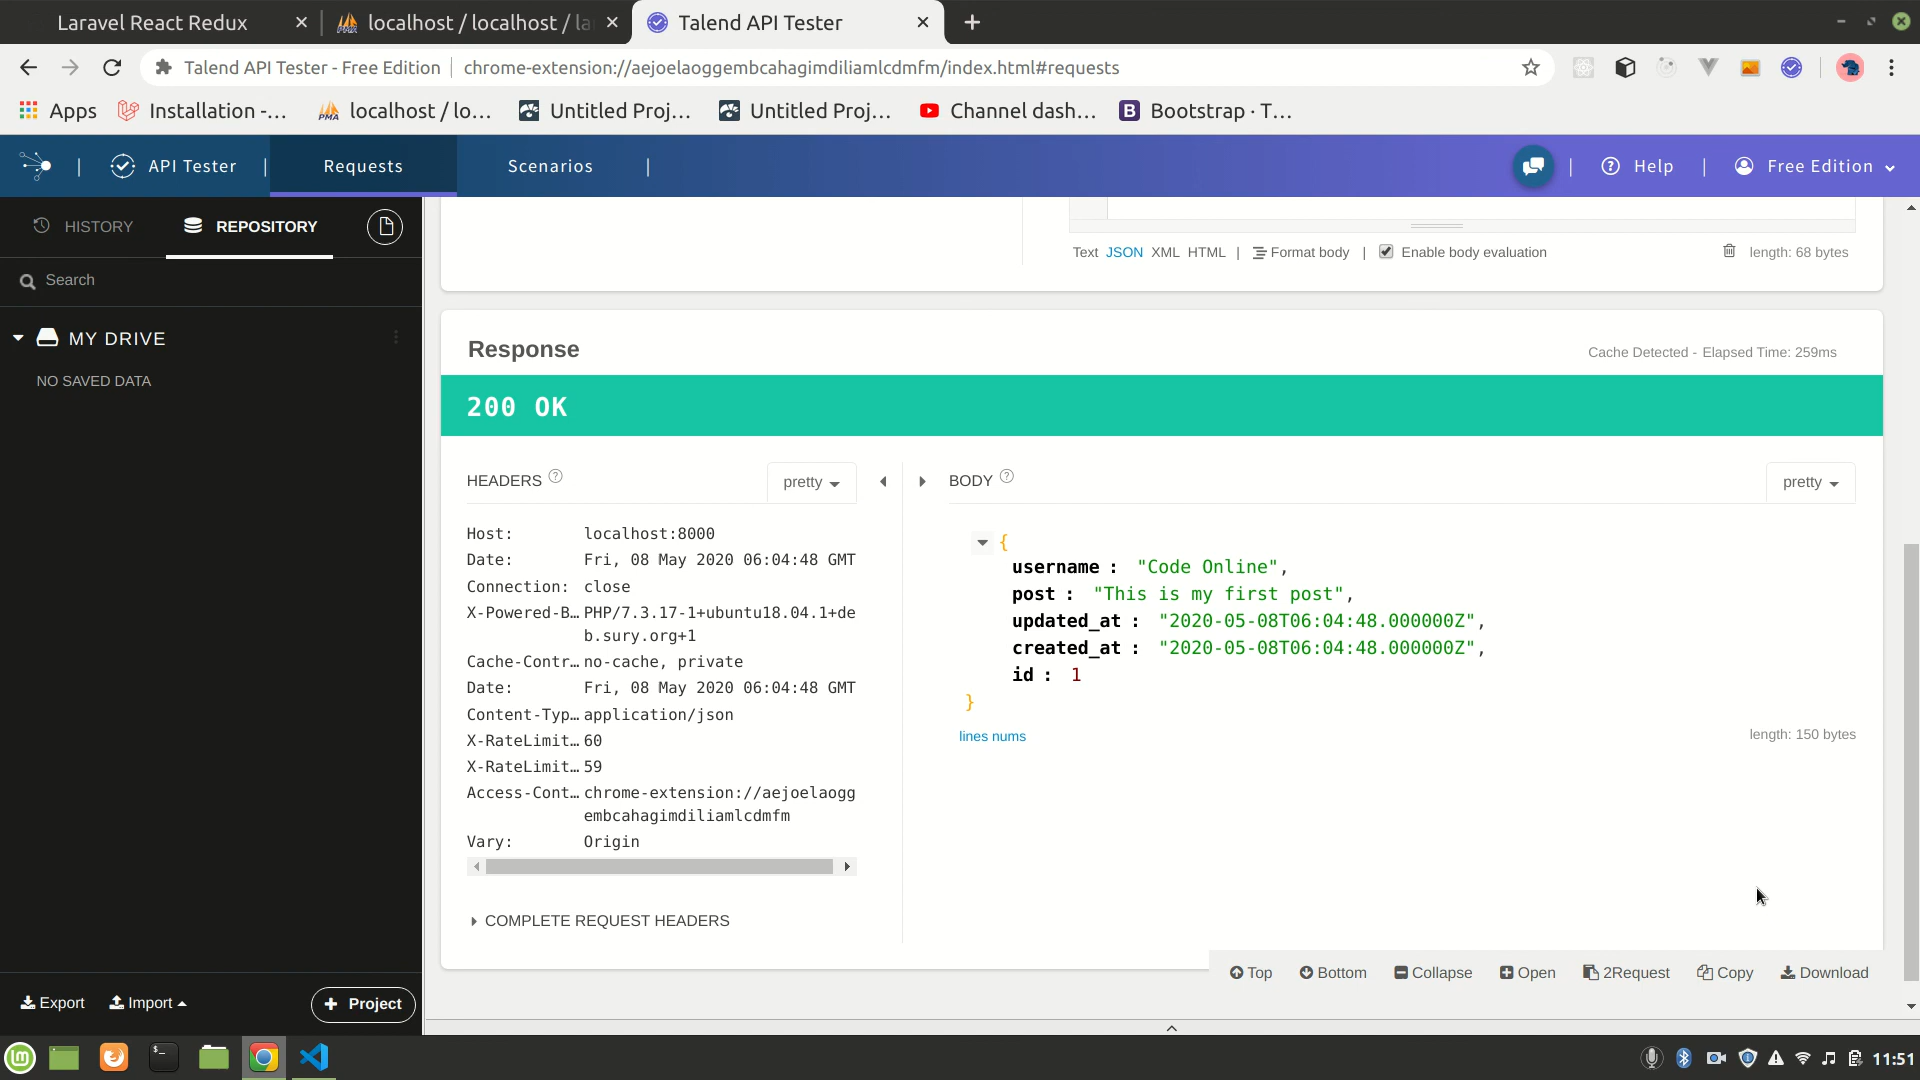 Laravel React Redux
localhost / localhost / la
Talend API Tester
Talend API Tester - Free Edition
chrome-extension://aejoelaoggembcahagimdiliamlcdmfm/index.html#requests
Apps
Installation -...
localhost / lo...
Untitled Proj...
Untitled Proj...
Channel dash...
Bootstrap · T...
API Tester
Requests
Scenarios
Help
Free Edition
HISTORY
REPOSITORY
Search
MY DRIVE
NO SAVED DATA
Text JSON XML HTML | Format body | Enable body evaluation
length: 68 bytes
Response
Cache Detected - Elapsed Time: 259ms
200 OK
HEADERS
pretty
Host: localhost:8000
Date: Fri, 08 May 2020 06:04:48 GMT
Connection: close
X-Powered-B… PHP/7.3.17-1+ubuntu18.04.1+de
b.sury.org+1
Cache-Contr… no-cache, private
Date: Fri, 08 May 2020 06:04:48 GMT
Content-Typ… application/json
X-RateLimit… 60
X-RateLimit… 59
Access-Cont… chrome-extension://aejoelaogg
embcahagimdiliamlcdmfm
Vary: Origin
COMPLETE REQUEST HEADERS
BODY
pretty
{
username : "Code Online",
post : "This is my first post",
updated_at : "2020-05-08T06:04:48.000000Z",
created_at : "2020-05-08T06:04:48.000000Z",
id : 1
}
lines nums
length: 150 bytes
Top
Bottom
Collapse
Open
2Request
Copy
Download
Export
Import
+ Project
11:51